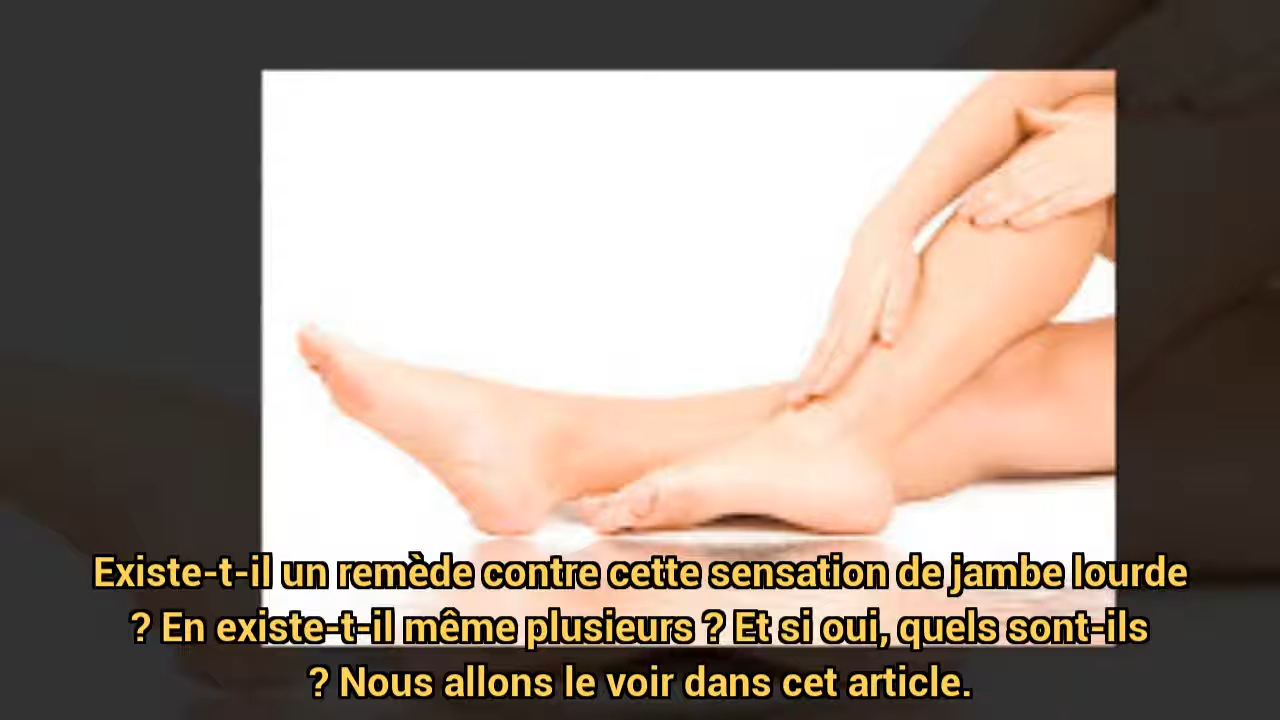 Existe-t-il un remède contre cette sensation de jambe lourde
? En existe-t-il même plusieurs ? Et si oui, quels sont-ils
? Nous allons le voir dans cet article.